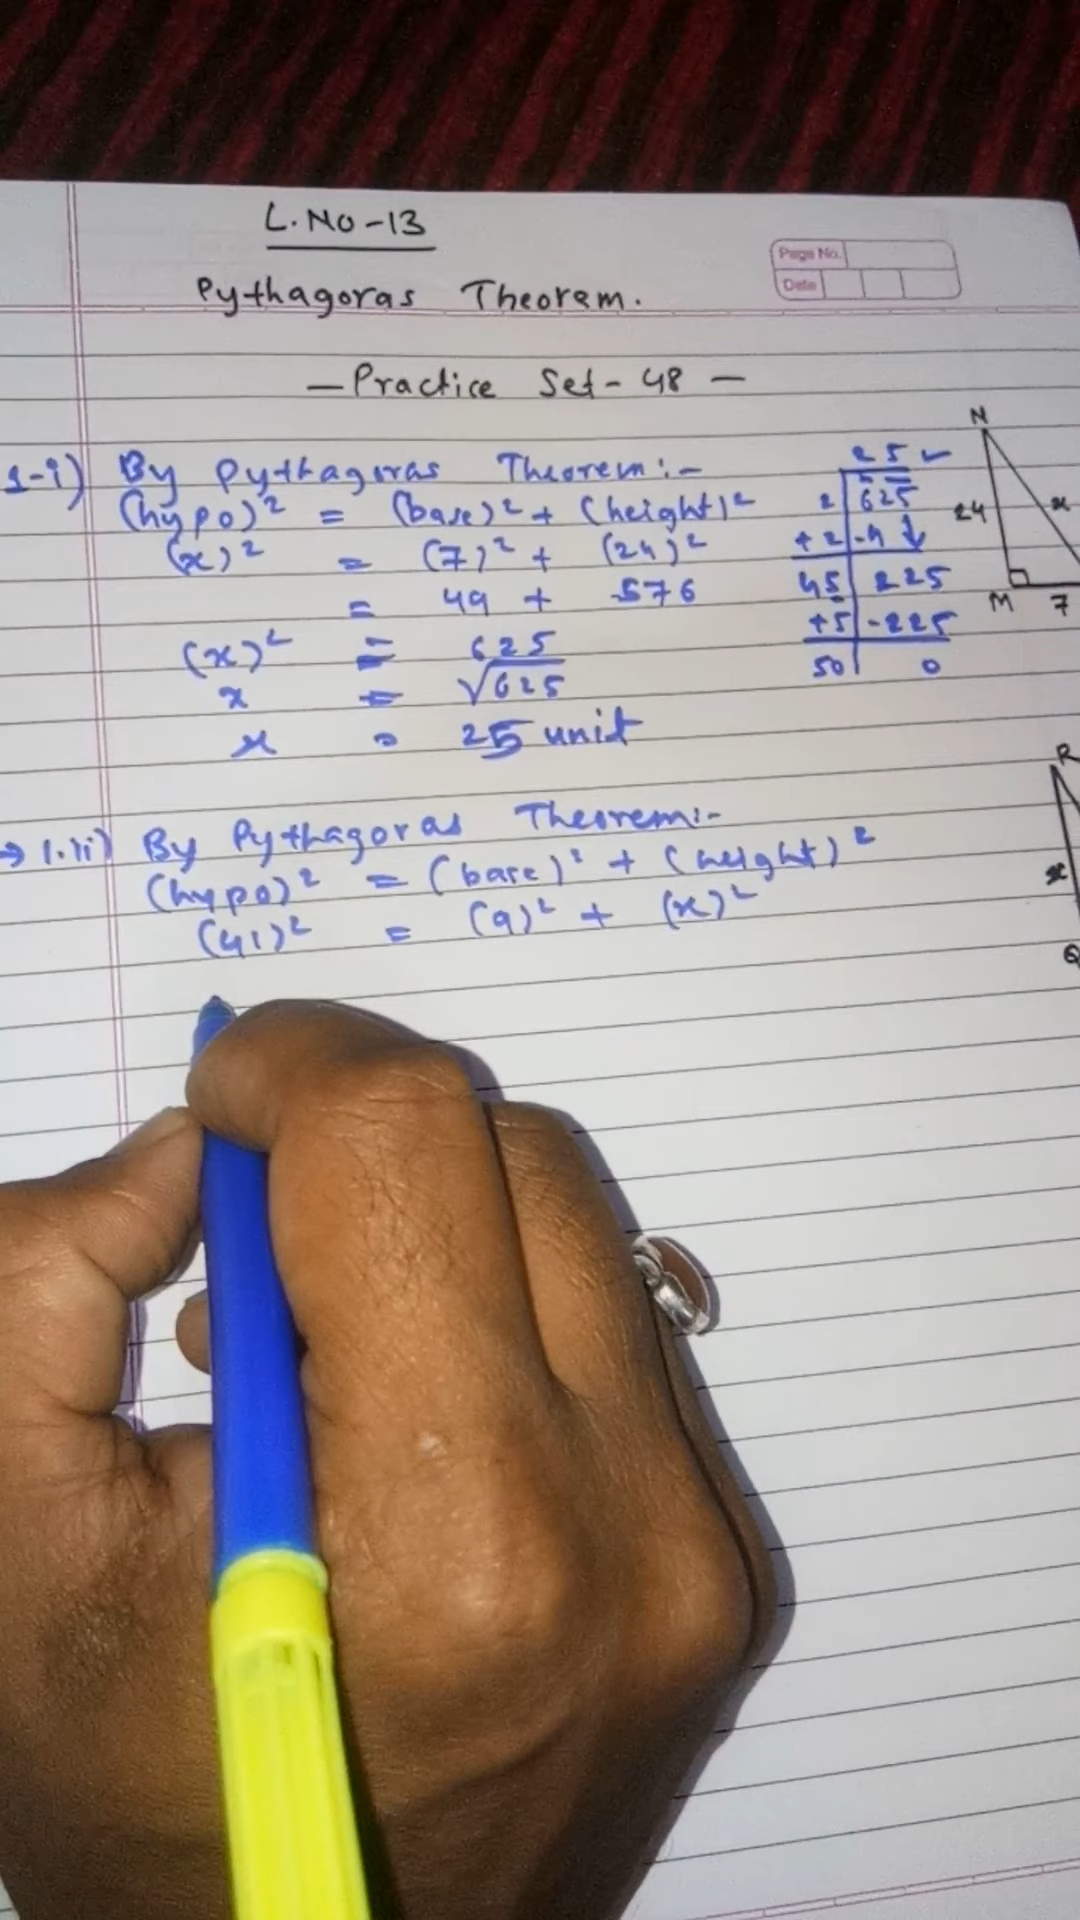 L.No-13
Page No.
Date
Pythagoras Theorem.
- Practice Set- 48 -
1-i) By Pythagoras Theorem:-
(hypo)² = (base)² + (height)²
(x)² = (7)² + (24)²
= 49 + 576
(x)² = 625
x = √625
x = 25 unit
25 ✓
2 | 625
+2 | -4 ↓
45 | 225
+5 | -225
50 | 0
N
24
x
M 7
→ 1.ii) By Pythagoras Theorem:-
(hypo)² = (base)² + (height)²
(41)² = (9)² + (x)²
R
x
Q